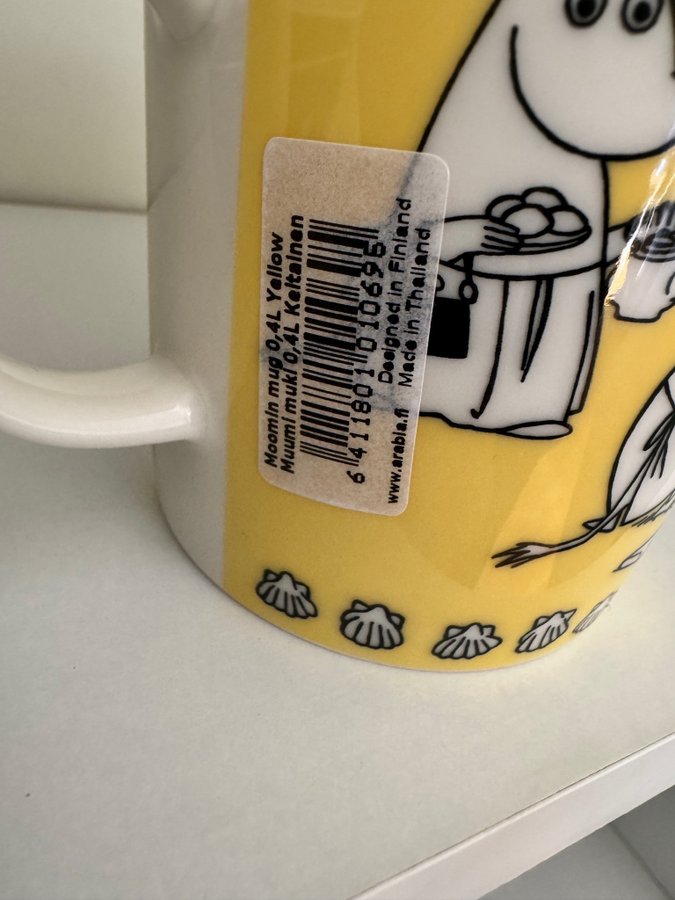 Moomin mug 0,4L Yellow
Muumi muki 0,4L Keltainen
6 411801 010696
Designed in Finland
www.arabia.fi Made in Thailand